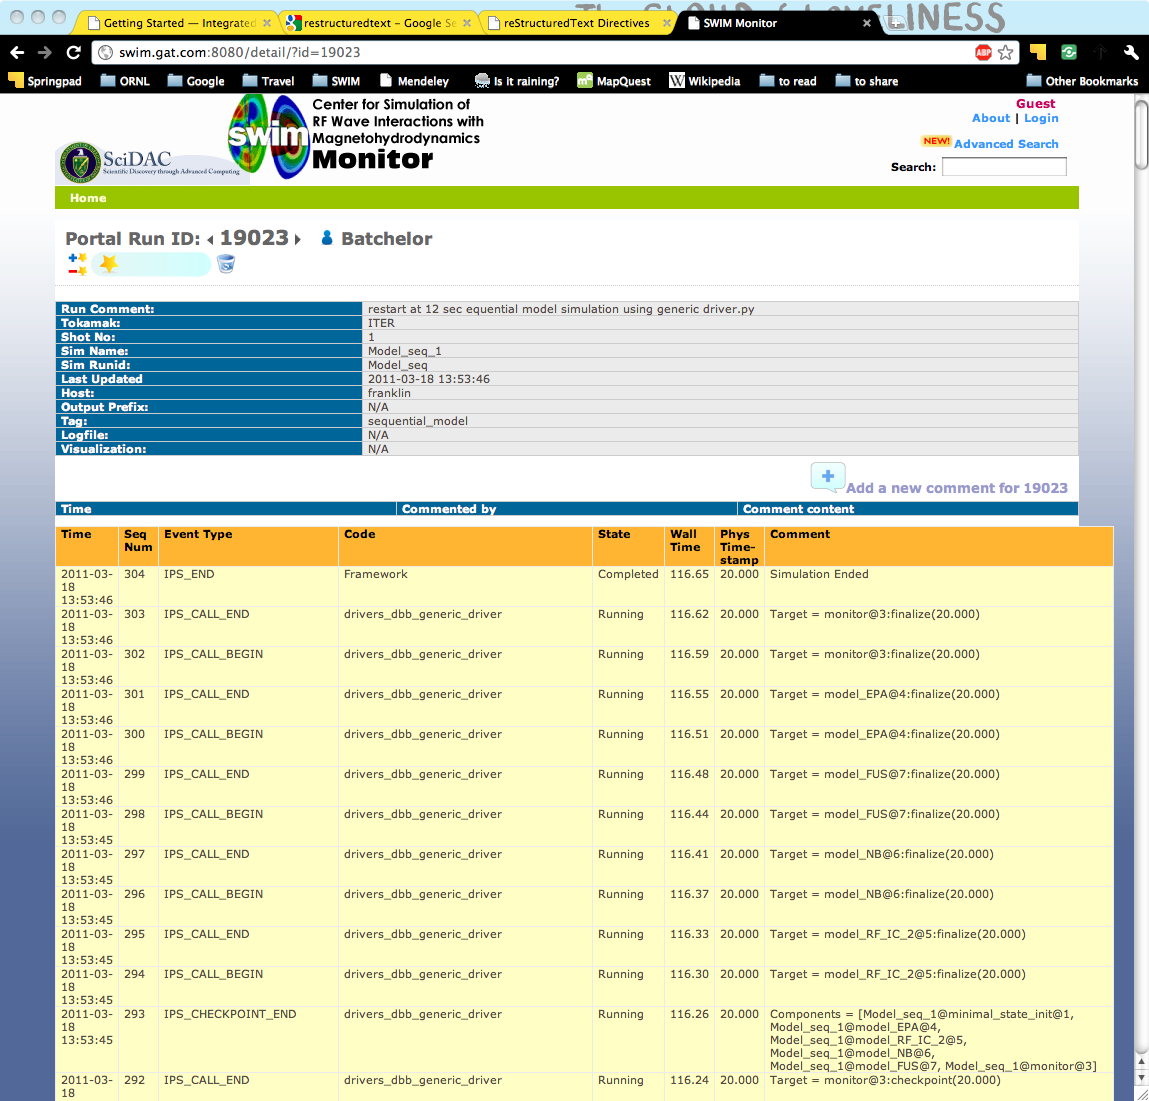 Getting Started — Integrated
restructuredtext – Google Se
reStructuredText Directives
SWIM Monitor
swim.gat.com:8080/detail/?id=19023
ABP
Springpad
ORNL
Google
Travel
SWIM
Mendeley
Is it raining?
MapQuest
Wikipedia
to read
to share
Other Bookmarks
SciDAC
Scientific Discovery through Advanced Computing
swim
Center for Simulation of
RF Wave Interactions with
Magnetohydrodynamics
Monitor
Guest
About | Login
NEW! Advanced Search
Search:
Home
Portal Run ID: 19023 Batchelor
Run Comment: restart at 12 sec equential model simulation using generic driver.py
Tokamak: ITER
Shot No: 1
Sim Name: Model_seq_1
Sim Runid: Model_seq
Last Updated 2011-03-18 13:53:46
Host: franklin
Output Prefix: N/A
Tag: sequential_model
Logfile: N/A
Visualization: N/A
Add a new comment for 19023
Time Commented by Comment content
Time Seq Num Event Type Code State Wall Time Phys Time-stamp Comment
2011-03-18 13:53:46 304 IPS_END Framework Completed 116.65 20.000 Simulation Ended
2011-03-18 13:53:46 303 IPS_CALL_END drivers_dbb_generic_driver Running 116.62 20.000 Target = monitor@3:finalize(20.000)
2011-03-18 13:53:46 302 IPS_CALL_BEGIN drivers_dbb_generic_driver Running 116.59 20.000 Target = monitor@3:finalize(20.000)
2011-03-18 13:53:46 301 IPS_CALL_END drivers_dbb_generic_driver Running 116.55 20.000 Target = model_EPA@4:finalize(20.000)
2011-03-18 13:53:46 300 IPS_CALL_BEGIN drivers_dbb_generic_driver Running 116.51 20.000 Target = model_EPA@4:finalize(20.000)
2011-03-18 13:53:46 299 IPS_CALL_END drivers_dbb_generic_driver Running 116.48 20.000 Target = model_FUS@7:finalize(20.000)
2011-03-18 13:53:45 298 IPS_CALL_BEGIN drivers_dbb_generic_driver Running 116.44 20.000 Target = model_FUS@7:finalize(20.000)
2011-03-18 13:53:45 297 IPS_CALL_END drivers_dbb_generic_driver Running 116.41 20.000 Target = model_NB@6:finalize(20.000)
2011-03-18 13:53:45 296 IPS_CALL_BEGIN drivers_dbb_generic_driver Running 116.37 20.000 Target = model_NB@6:finalize(20.000)
2011-03-18 13:53:45 295 IPS_CALL_END drivers_dbb_generic_driver Running 116.33 20.000 Target = model_RF_IC_2@5:finalize(20.000)
2011-03-18 13:53:45 294 IPS_CALL_BEGIN drivers_dbb_generic_driver Running 116.30 20.000 Target = model_RF_IC_2@5:finalize(20.000)
2011-03-18 13:53:45 293 IPS_CHECKPOINT_END drivers_dbb_generic_driver Running 116.26 20.000 Components = [Model_seq_1@minimal_state_init@1,
Model_seq_1@model_EPA@4,
Model_seq_1@model_RF_IC_2@5,
Model_seq_1@model_NB@6,
Model_seq_1@model_FUS@7, Model_seq_1@monitor@3]
2011-03-18 292 IPS_CALL_END drivers_dbb_generic_driver Running 116.24 20.000 Target = monitor@3:checkpoint(20.000)